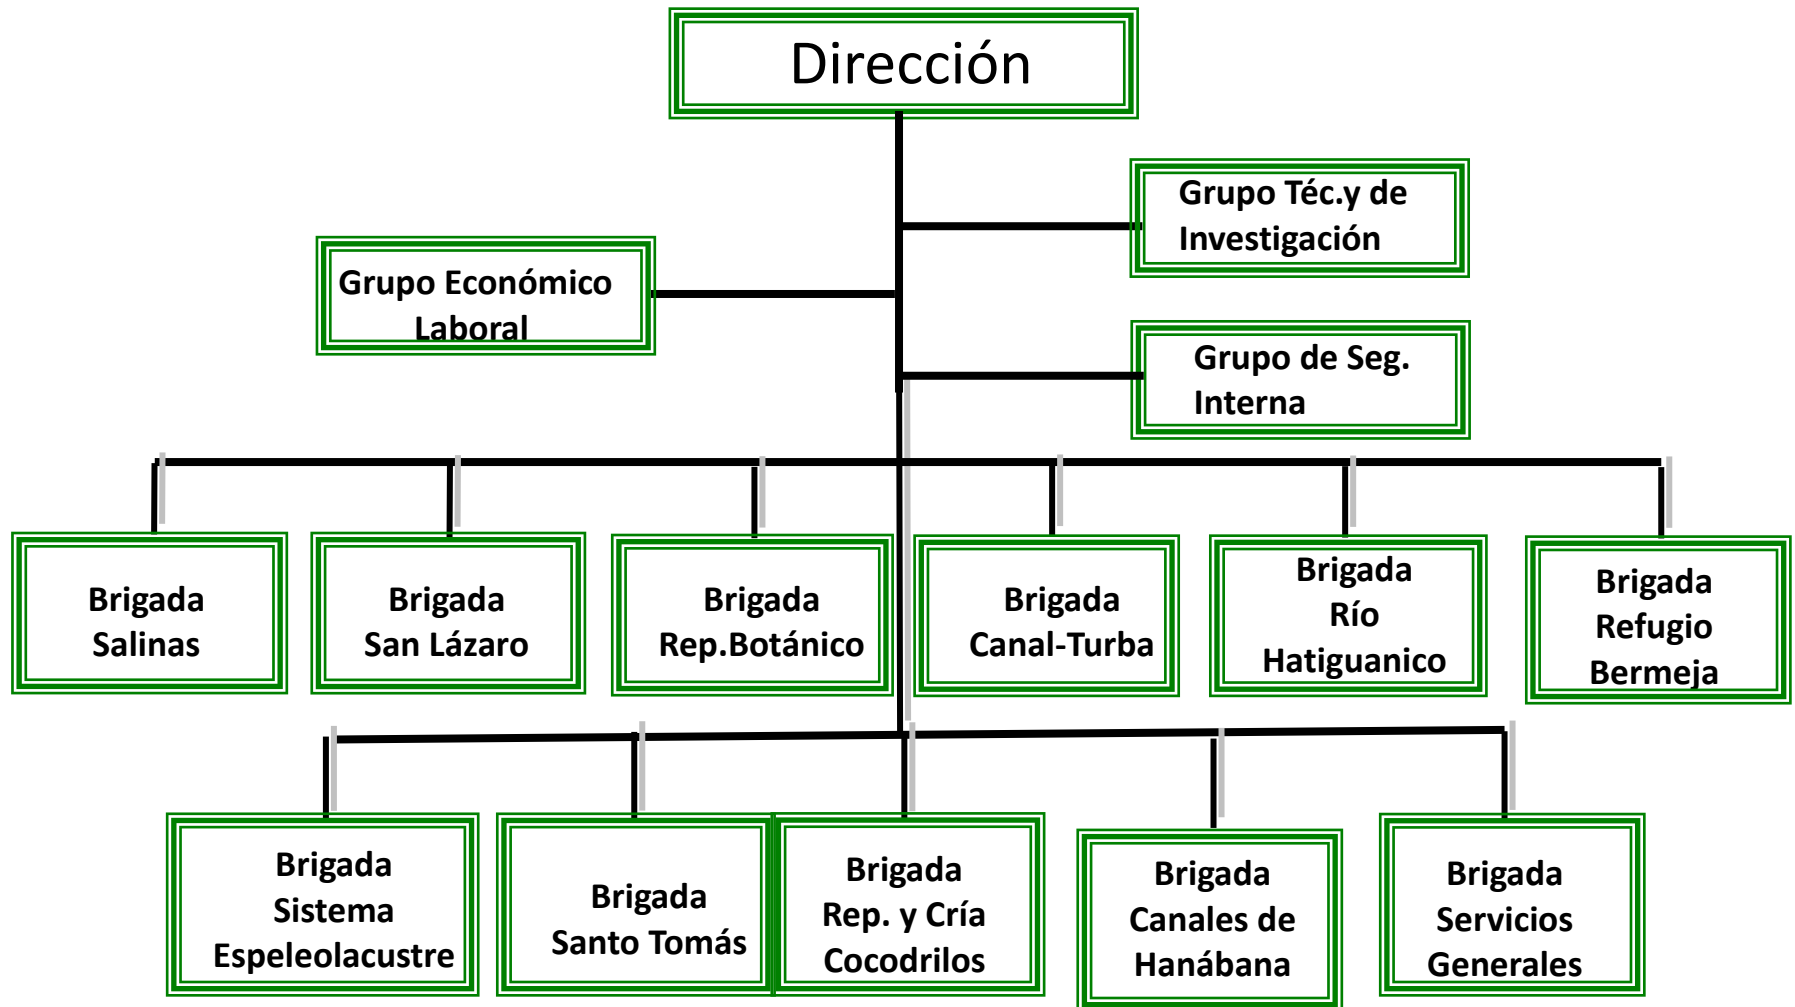 Dirección
Grupo Téc.y de
Investigación
Grupo Económico
Laboral
Grupo de Seg.
Interna
Brigada
Salinas
Brigada
San Lázaro
Brigada
Rep.Botánico
Brigada
Canal-Turba
Brigada
Río
Hatiguanico
Brigada
Refugio
Bermeja
Brigada
Sistema
Espeleolacustre
Brigada
Santo Tomás
Brigada
Rep. y Cría
Cocodrilos
Brigada
Canales de
Hanábana
Brigada
Servicios
Generales